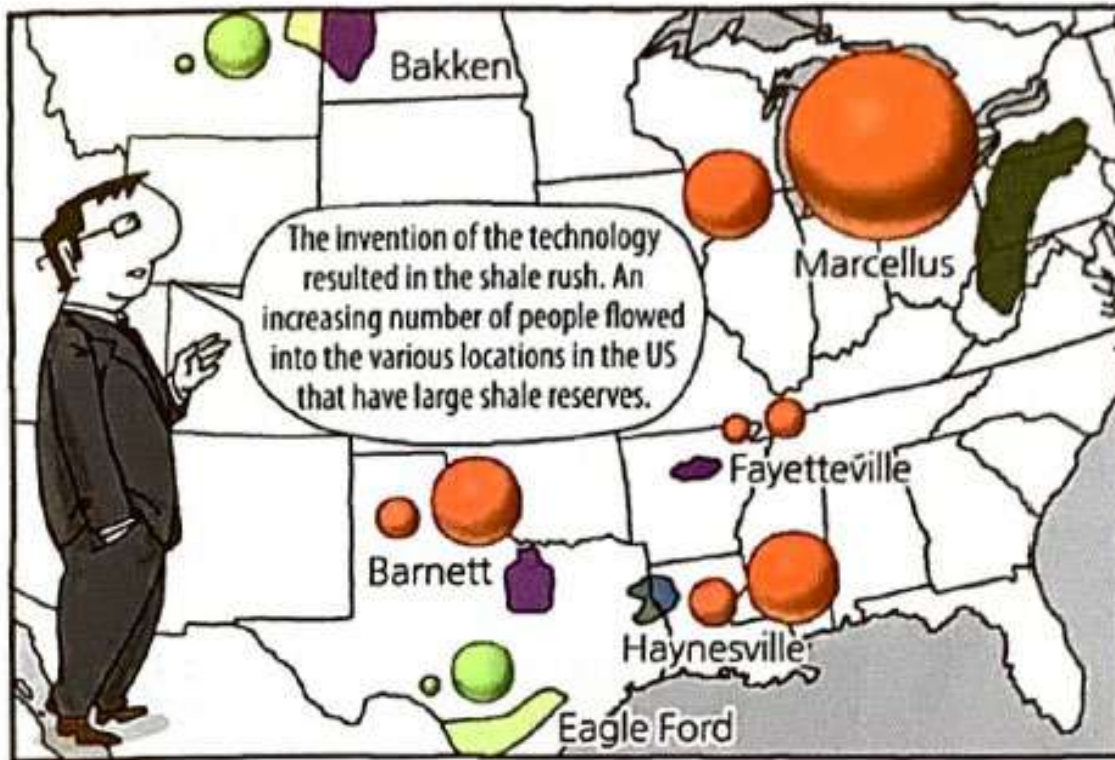 Bakken
Marcellus
The invention of the technology
resulted in the shale rush. An
increasing number of people flowed
into the various locations in the US
that have large shale reserves.
Fayetteville
Barnett
Haynesville
Eagle Ford